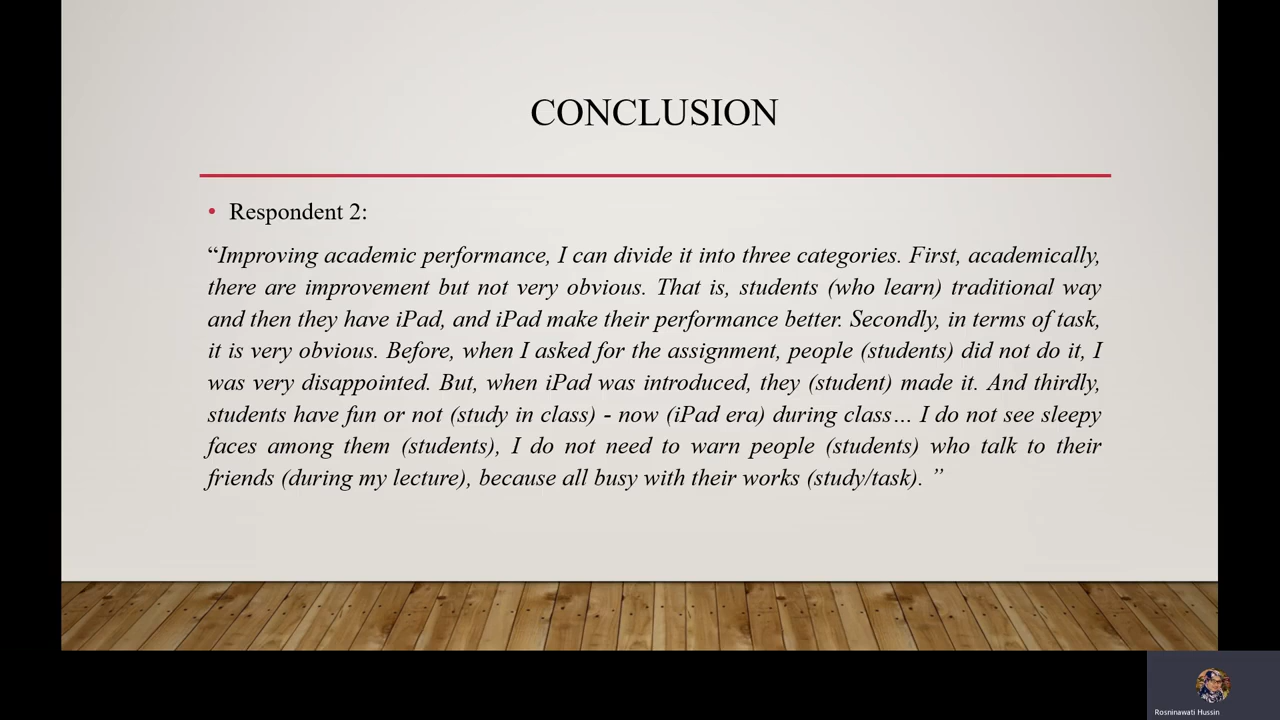 CONCLUSION
• Respondent 2:
“Improving academic performance, I can divide it into three categories. First, academically,
there are improvement but not very obvious. That is, students (who learn) traditional way
and then they have iPad, and iPad make their performance better. Secondly, in terms of task,
it is very obvious. Before, when I asked for the assignment, people (students) did not do it, I
was very disappointed. But, when iPad was introduced, they (student) made it. And thirdly,
students have fun or not (study in class) - now (iPad era) during class… I do not see sleepy
faces among them (students), I do not need to warn people (students) who talk to their
friends (during my lecture), because all busy with their works (study/task). ”
Rosninawati Hussin